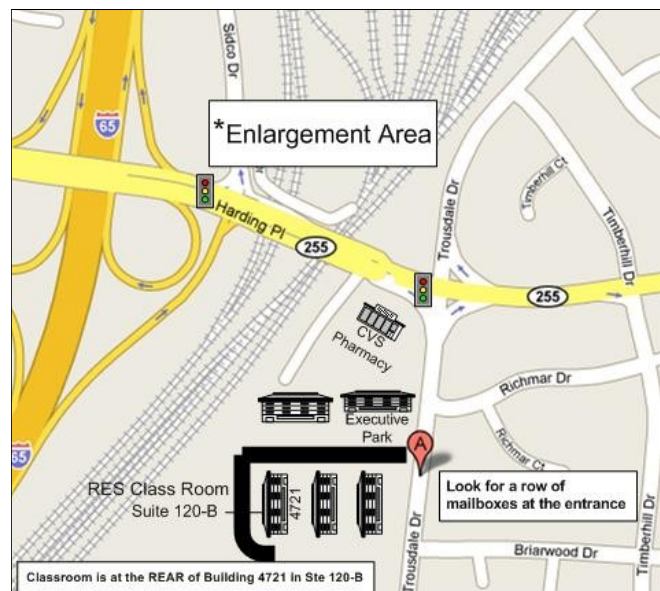 Sidco Dr
65
*Enlargement Area
Timberhill Ct
Trousdale Dr
Timberhill Dr
Harding Pl
255
255
CVS
Pharmacy
Richmar Dr
Executive
Park
A
Richmar Ct
65
RES Class Room
Suite 120-B
4721
Look for a row of
mailboxes at the entrance
Trousdale Dr
Timberhill Dr
Briarwood Dr
Classroom is at the REAR of Building 4721 in Ste 120-B